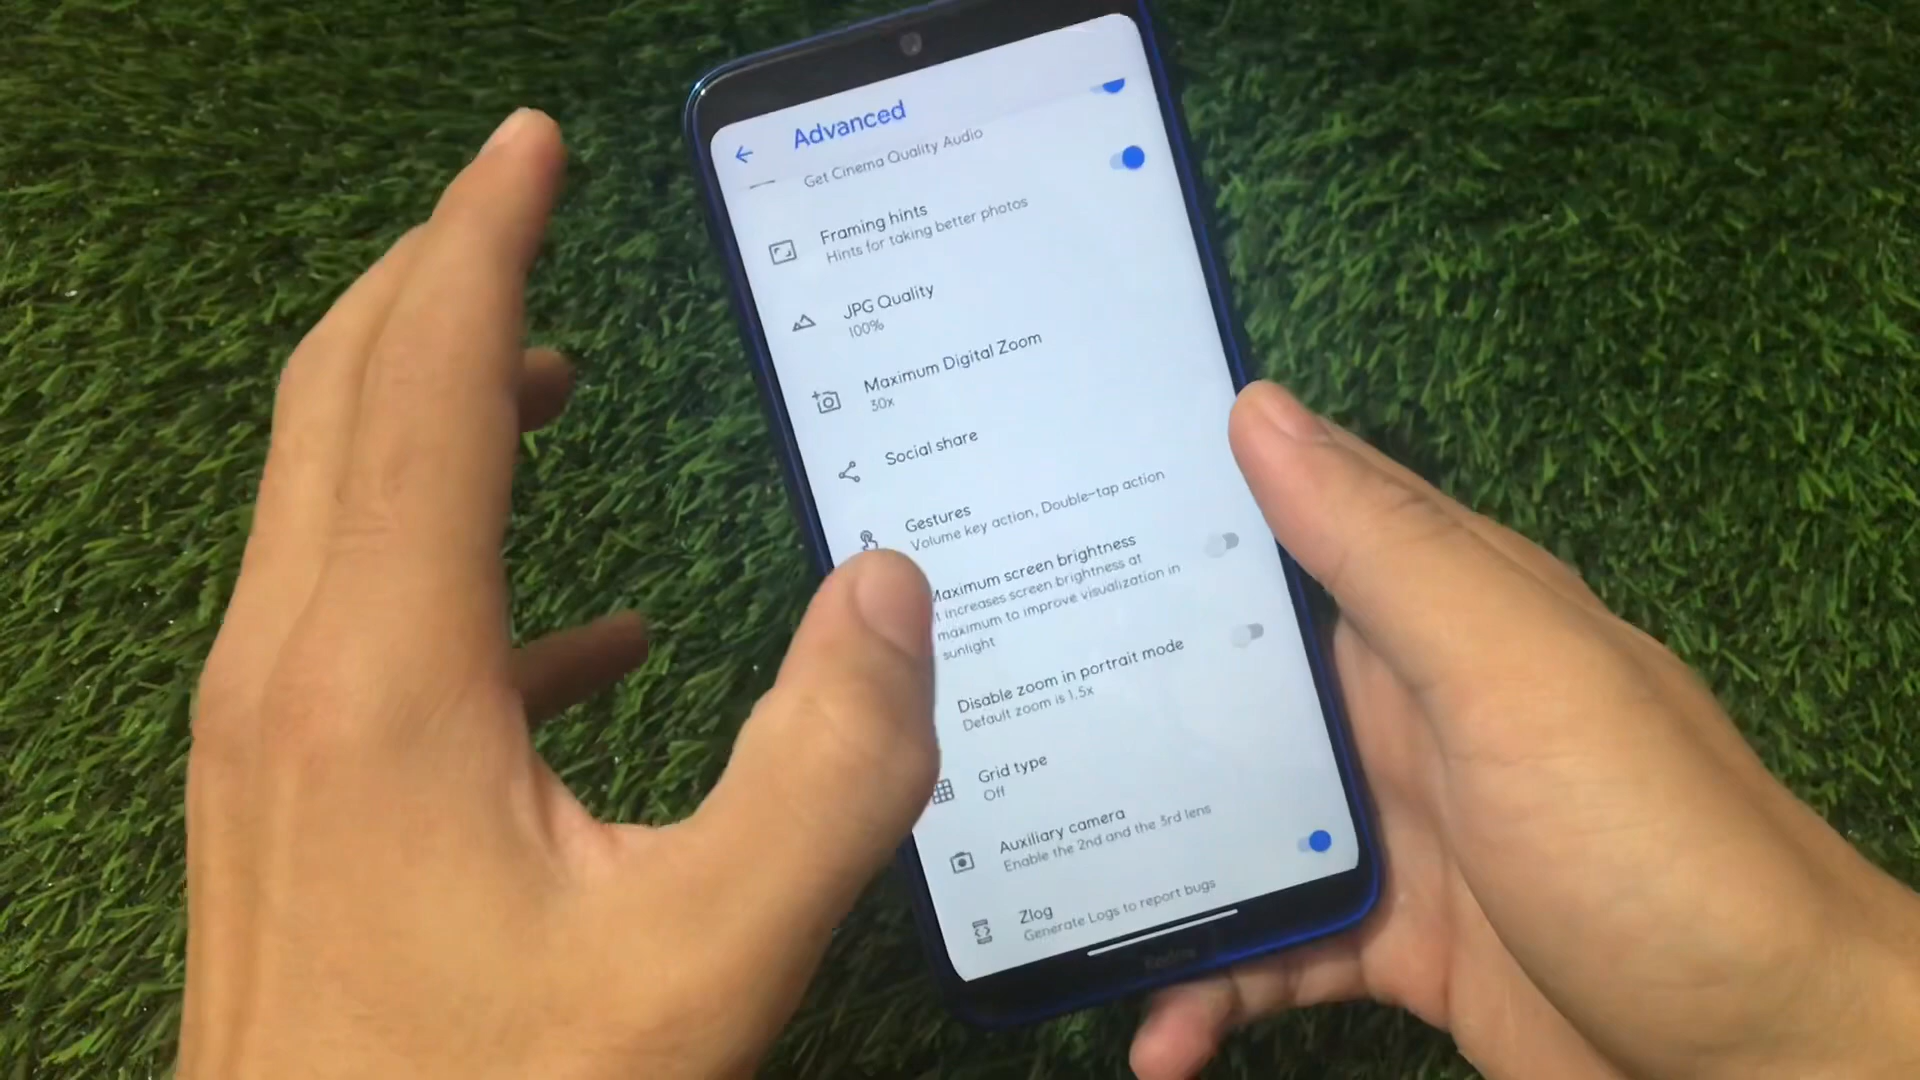 Advanced
Get Cinema Quality Audio
Framing hints
Hints for taking better photos
JPG Quality
100%
Maximum Digital Zoom
30x
Social share
Gestures
Volume key action, Double-tap action
Maximum screen brightness
It increases screen brightness at
maximum to improve visualization in
sunlight
Disable zoom in portrait mode
Default zoom is 1.5x
Grid type
Off
Auxiliary camera
Enable the 2nd and the 3rd lens
Zlog
Generate Logs to report bugs
Redmi